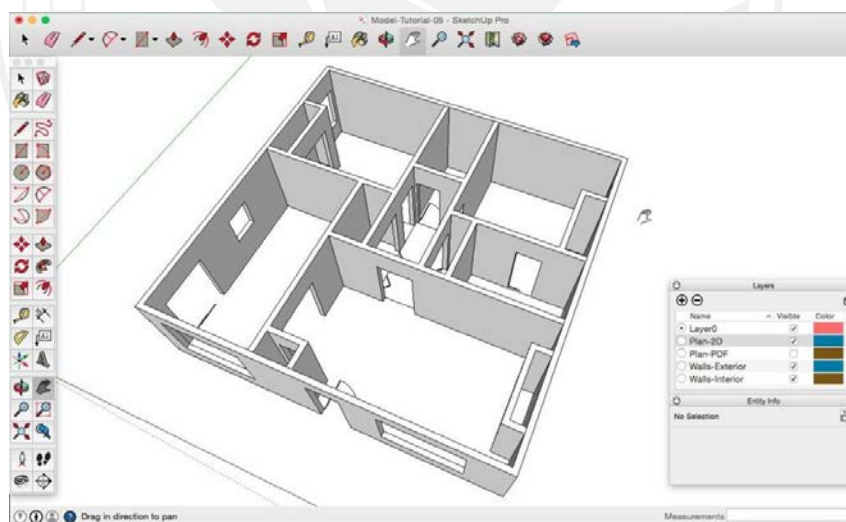 Model-Tutorial-05 - SketchUp Pro
Layers
Name Visible Color
Layer0
Plan-2D
Plan-PDF
Walls-Exterior
Walls-Interior
Entity Info
No Selection
Drag in direction to pan
Measurements